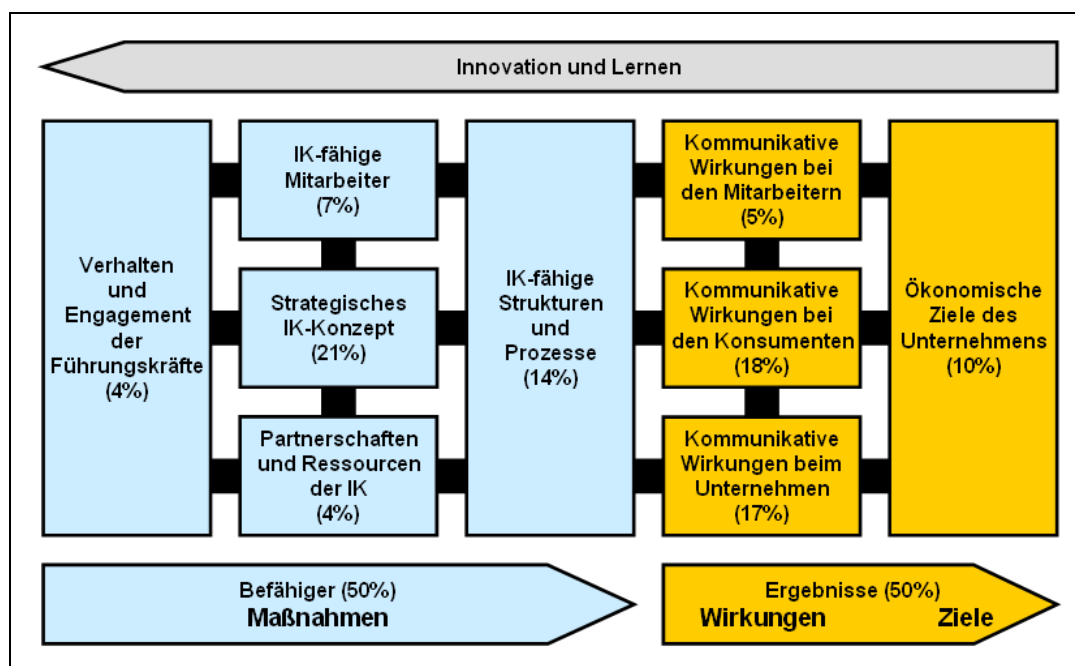 Innovation und Lernen
Verhalten
und
Engagement
der
Führungskräfte
(4%)
IK-fähige
Mitarbeiter
(7%)
Strategisches
IK-Konzept
(21%)
Partnerschaften
und Ressourcen
der IK
(4%)
IK-fähige
Strukturen
und
Prozesse
(14%)
Kommunikative
Wirkungen bei
den Mitarbeitern
(5%)
Kommunikative
Wirkungen bei
den Konsumenten
(18%)
Kommunikative
Wirkungen beim
Unternehmen
(17%)
Ökonomische
Ziele des
Unternehmens
(10%)
Befähiger (50%)
Maßnahmen
Ergebnisse (50%)
Wirkungen Ziele